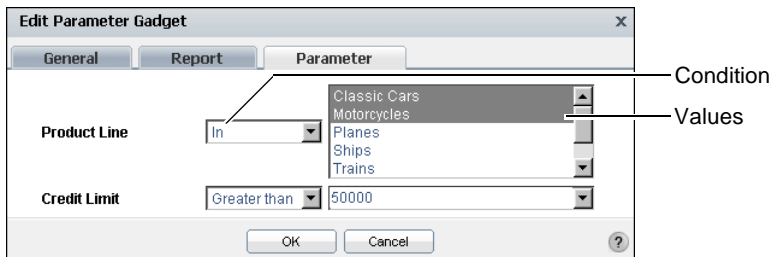 Edit Parameter Gadget x
General Report Parameter
Condition
Classic Cars
Motorcycles
Values
Product Line In
Planes
Ships
Trains
Credit Limit Greater than 50000
OK Cancel ?